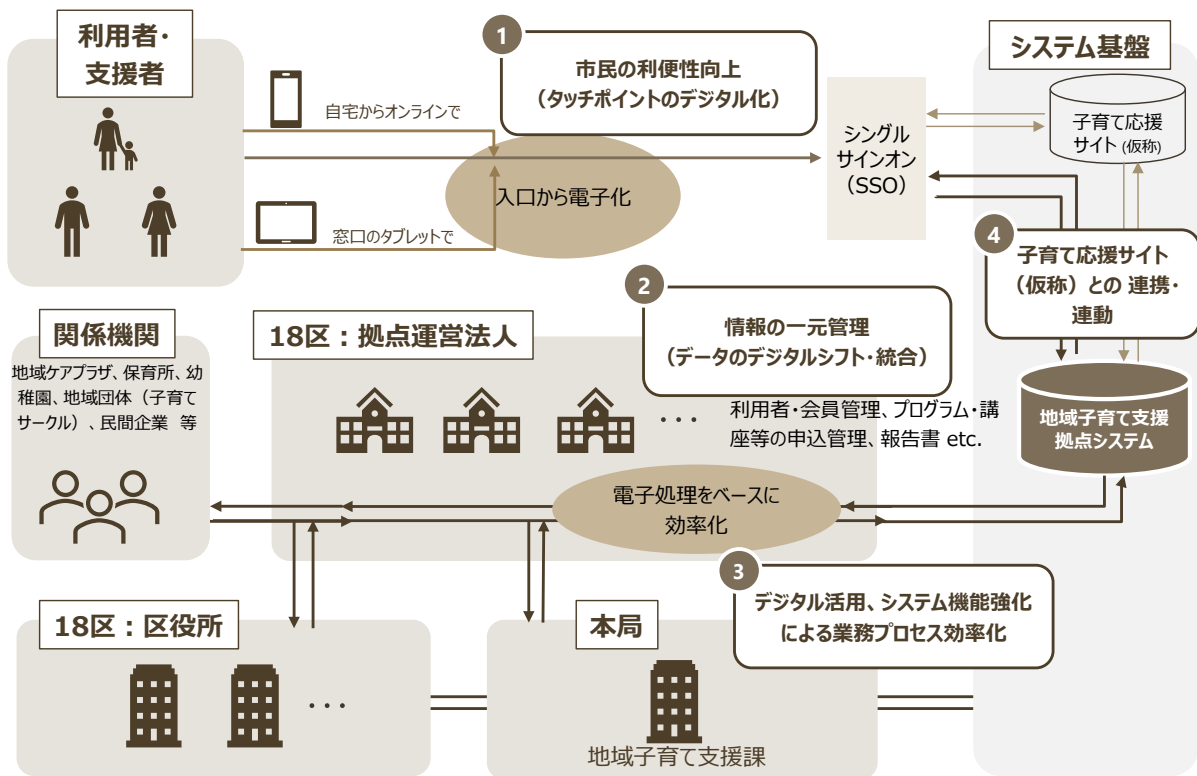 利用者・
支援者
自宅からオンラインで
窓口のタブレットで
1
市民の利便性向上
（タッチポイントのデジタル化）
入口から電子化
シングル
サインオン
（SSO）
システム基盤
子育て応援
サイト (仮称)
4
子育て応援サイト
（仮称）との 連携・
連動
地域子育て支援
拠点システム
関係機関
地域ケアプラザ、保育所、幼
稚園、地域団体（子育て
サークル）、民間企業 等
18区：拠点運営法人
2
情報の一元管理
（データのデジタルシフト・統合）
・・・
利用者・会員管理、プログラム・講
座等の申込管理、報告書 etc.
電子処理をベースに
効率化
3
デジタル活用、システム機能強化
による業務プロセス効率化
18区：区役所
・・・
本局
地域子育て支援課